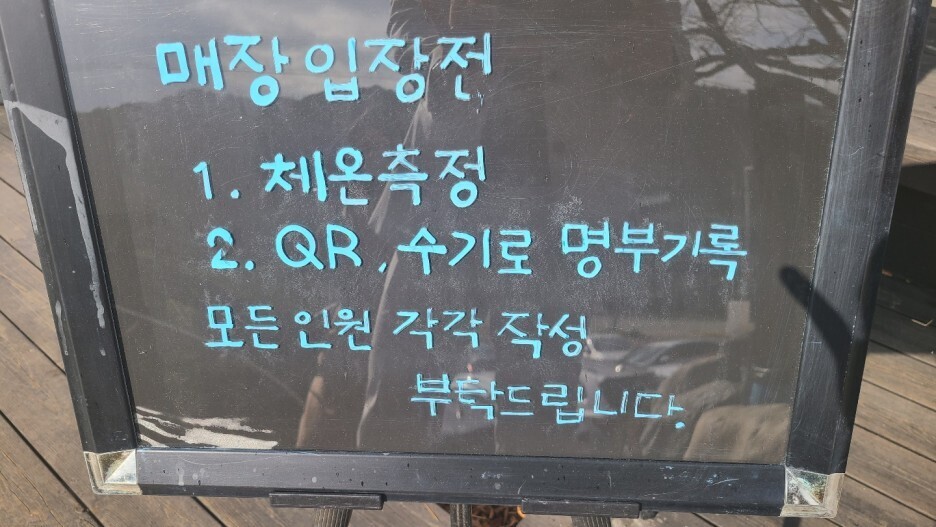 매장입장전
1. 체온측정
2. QR, 수기로 명부기록
모든인원 각각 작성
부탁드립니다.